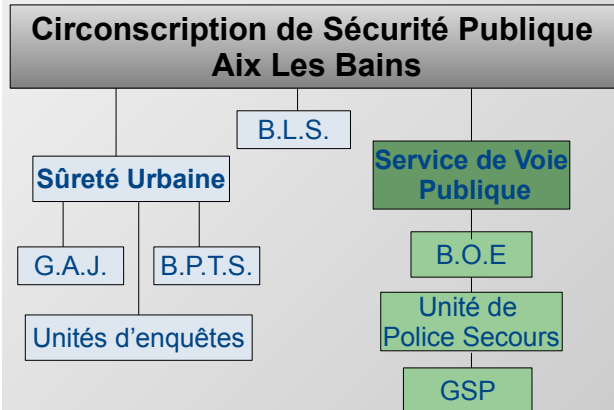 Circonscription de Sécurité Publique
Aix Les Bains
B.L.S.
Sûreté Urbaine
Service de Voie
Publique
G.A.J.
B.P.T.S.
B.O.E
Unités d’enquêtes
Unité de
Police Secours
GSP